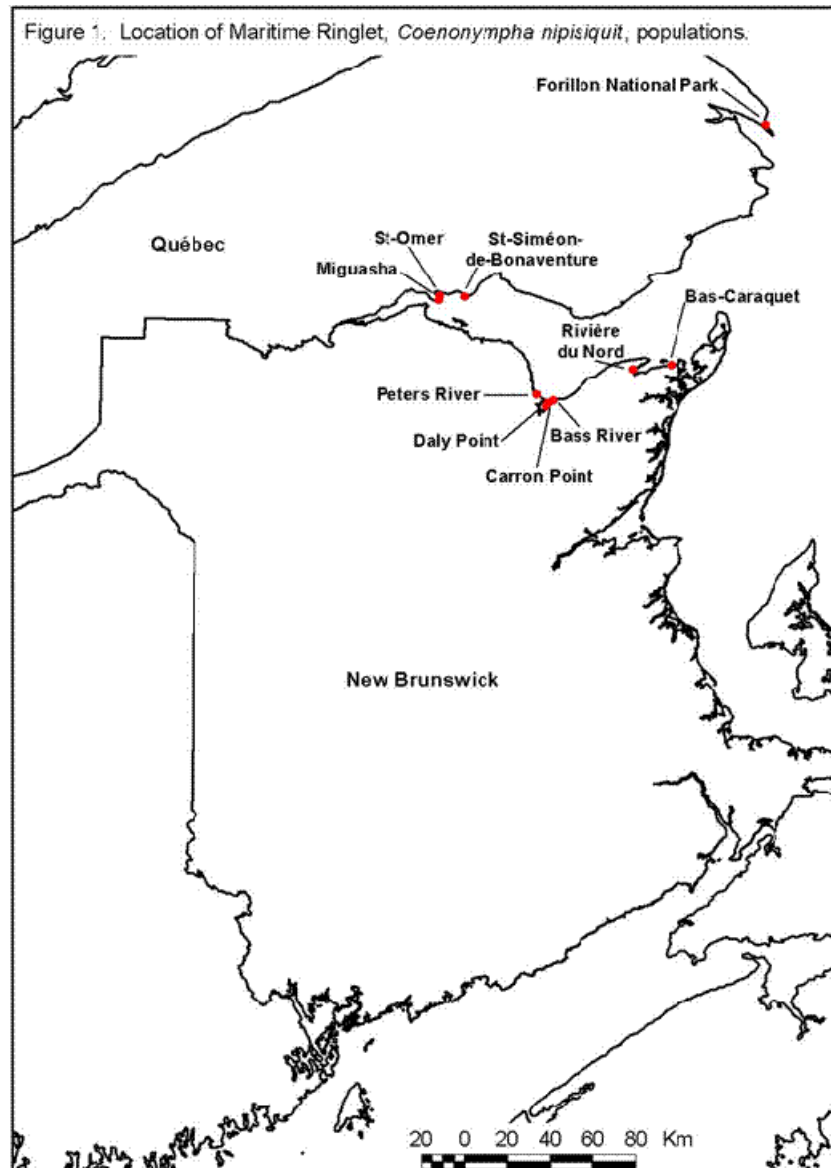 Figure 1. Location of Maritime Ringlet, Coenonympha nipisiquit, populations.
Forillon National Park
Québec
St-Omer
Miguasha
St-Siméon-
de-Bonaventure
Bas-Caraquet
Rivière
du Nord
Peters River
Daly Point
Bass River
Carron Point
New Brunswick
20 0 20 40 60 80 Km